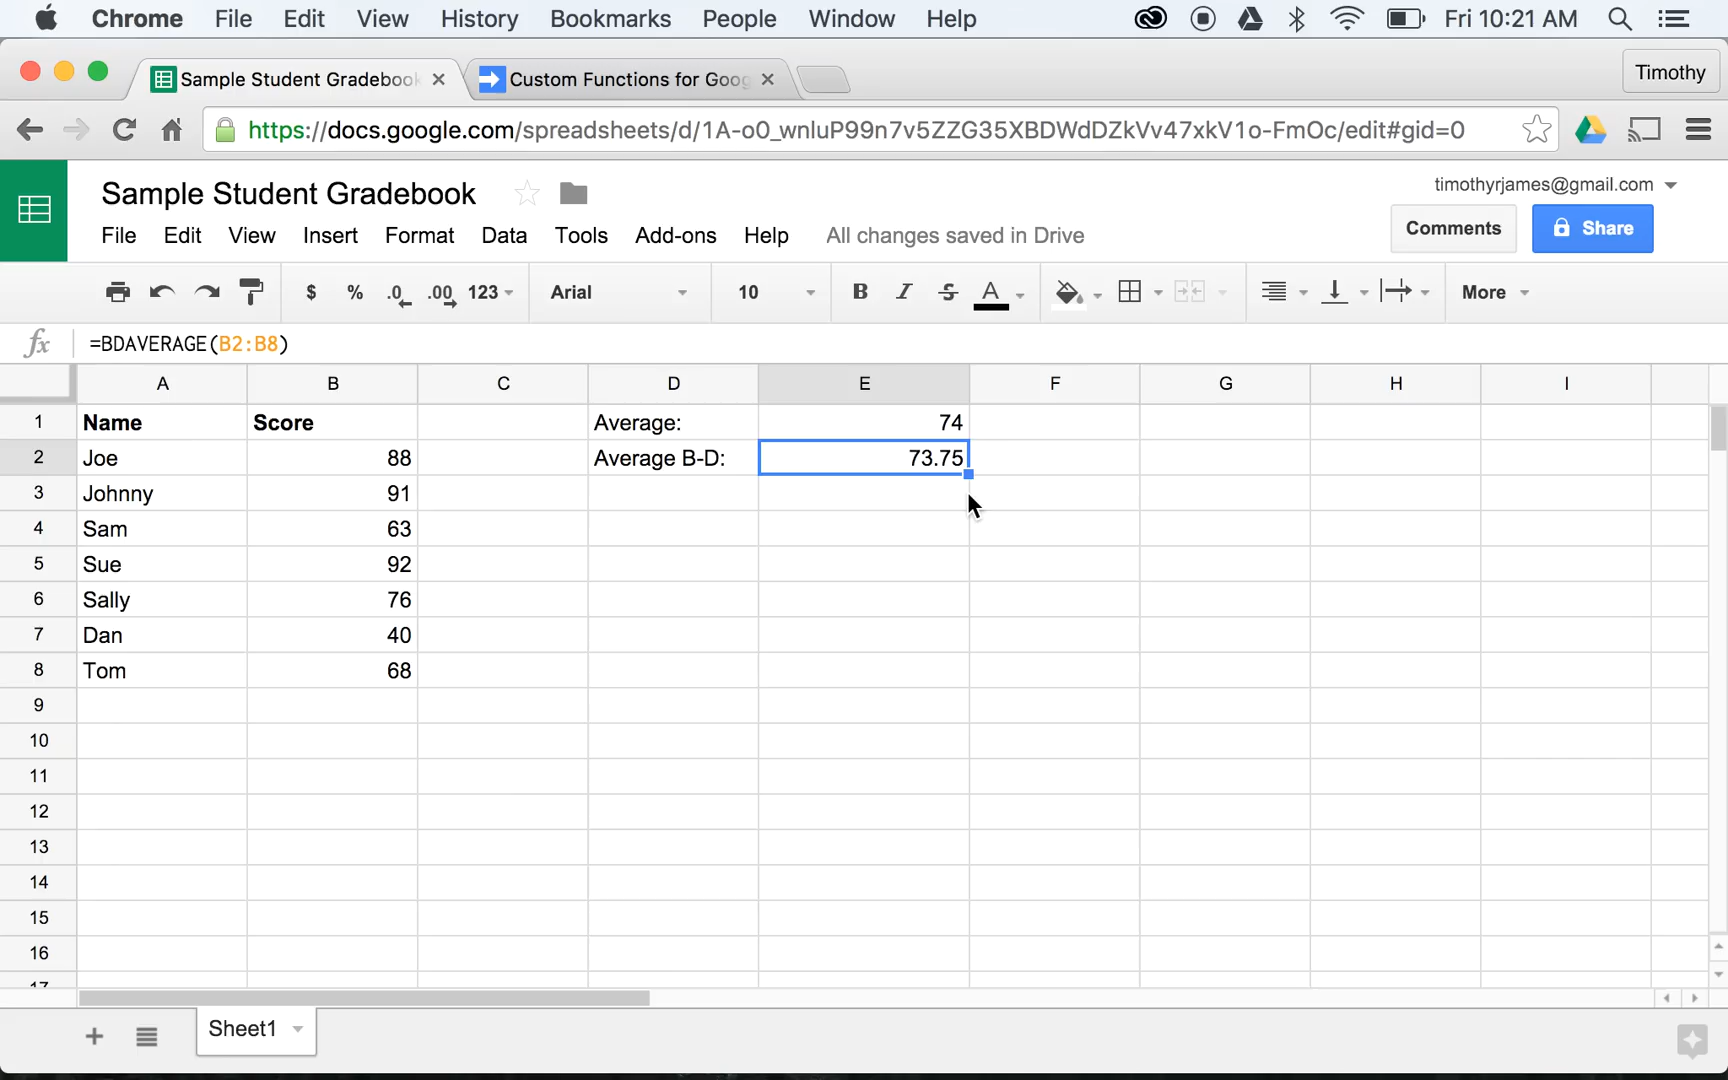 Chrome File Edit View History Bookmarks People Window Help Fri 10:21 AM
Sample Student Gradebook Custom Functions for Goog Timothy
https://docs.google.com/spreadsheets/d/1A-o0_wnluP99n7v5ZZG35XBDWdDZkVv47xkV1o-FmOc/edit#gid=0
Sample Student Gradebook timothyrjames@gmail.com
File Edit View Insert Format Data Tools Add-ons Help All changes saved in Drive Comments Share
$ % .0 .00 123 Arial 10 B I S A More
fx =BDAVERAGE(B2:B8)
A B C D E F G H I
1 Name Score Average: 74
2 Joe 88 Average B-D: 73.75
3 Johnny 91
4 Sam 63
5 Sue 92
6 Sally 76
7 Dan 40
8 Tom 68
9
10
11
12
13
14
15
16
17
Sheet1